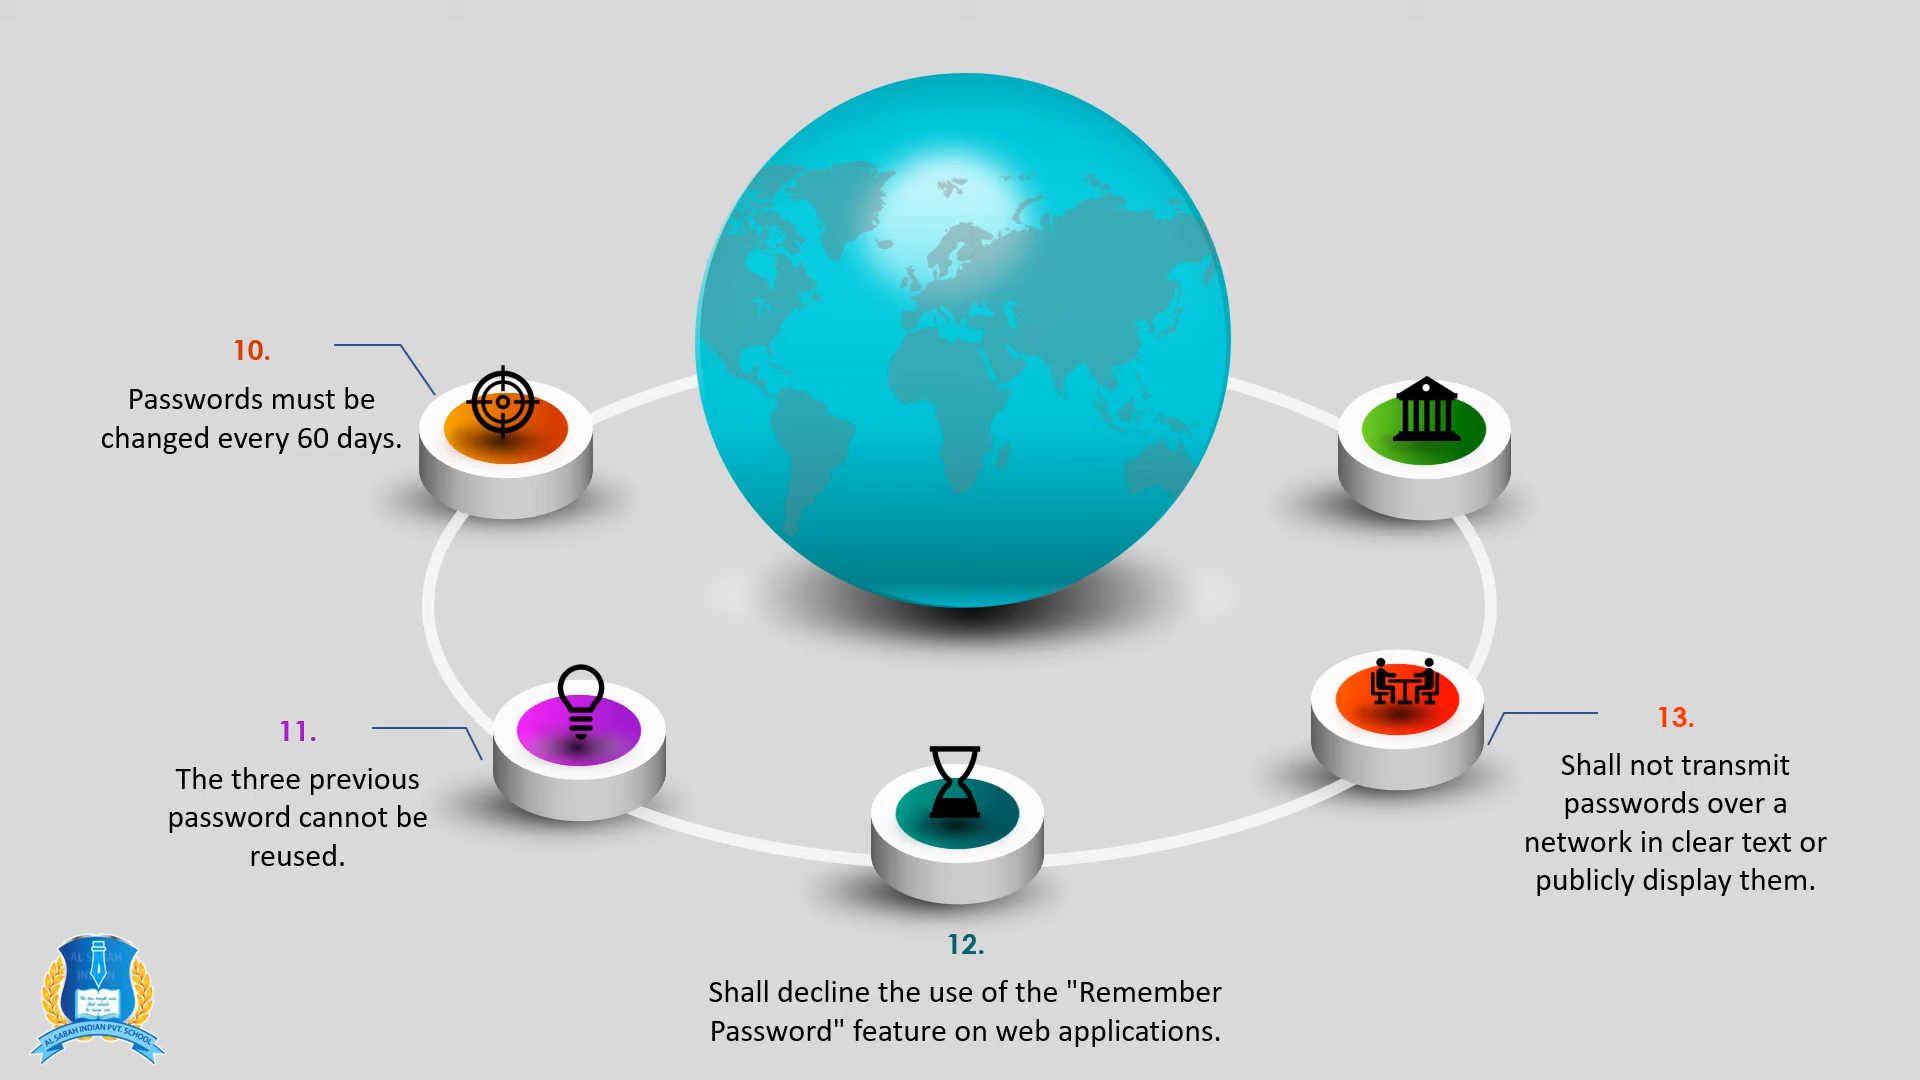 10.
Passwords must be
changed every 60 days.
11.
The three previous
password cannot be
reused.
12.
Shall decline the use of the "Remember
Password" feature on web applications.
13.
Shall not transmit
passwords over a
network in clear text or
publicly display them.
AL SABAH INDIAN PVT. SCHOOL